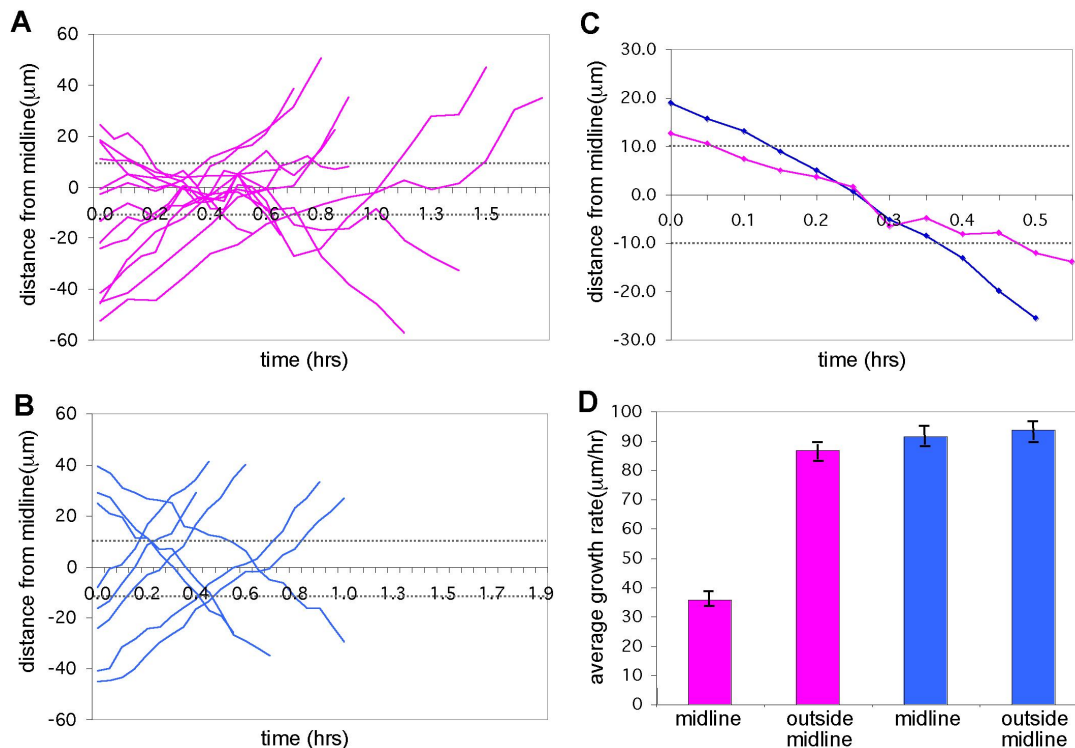 A
distance from midline(μm)
60
40
20
0
-20
-40
-60
0.0 0.2 0.4 0.6 0.8 1.0 1.3 1.5
time (hrs)
B
distance from midline(μm)
60
40
20
0
-20
-40
-60
0.0 0.2 0.4 0.6 0.8 1.0 1.3 1.5 1.7 1.9
time (hrs)
C
distance from midline(μm)
30.0
20.0
10.0
0.0
-10.0
-20.0
-30.0
0.0 0.1 0.2 0.3 0.4 0.5
time (hrs)
D
average growth rate(μm/hr)
100
90
80
70
60
50
40
30
20
10
0
midline outside midline midline outside midline